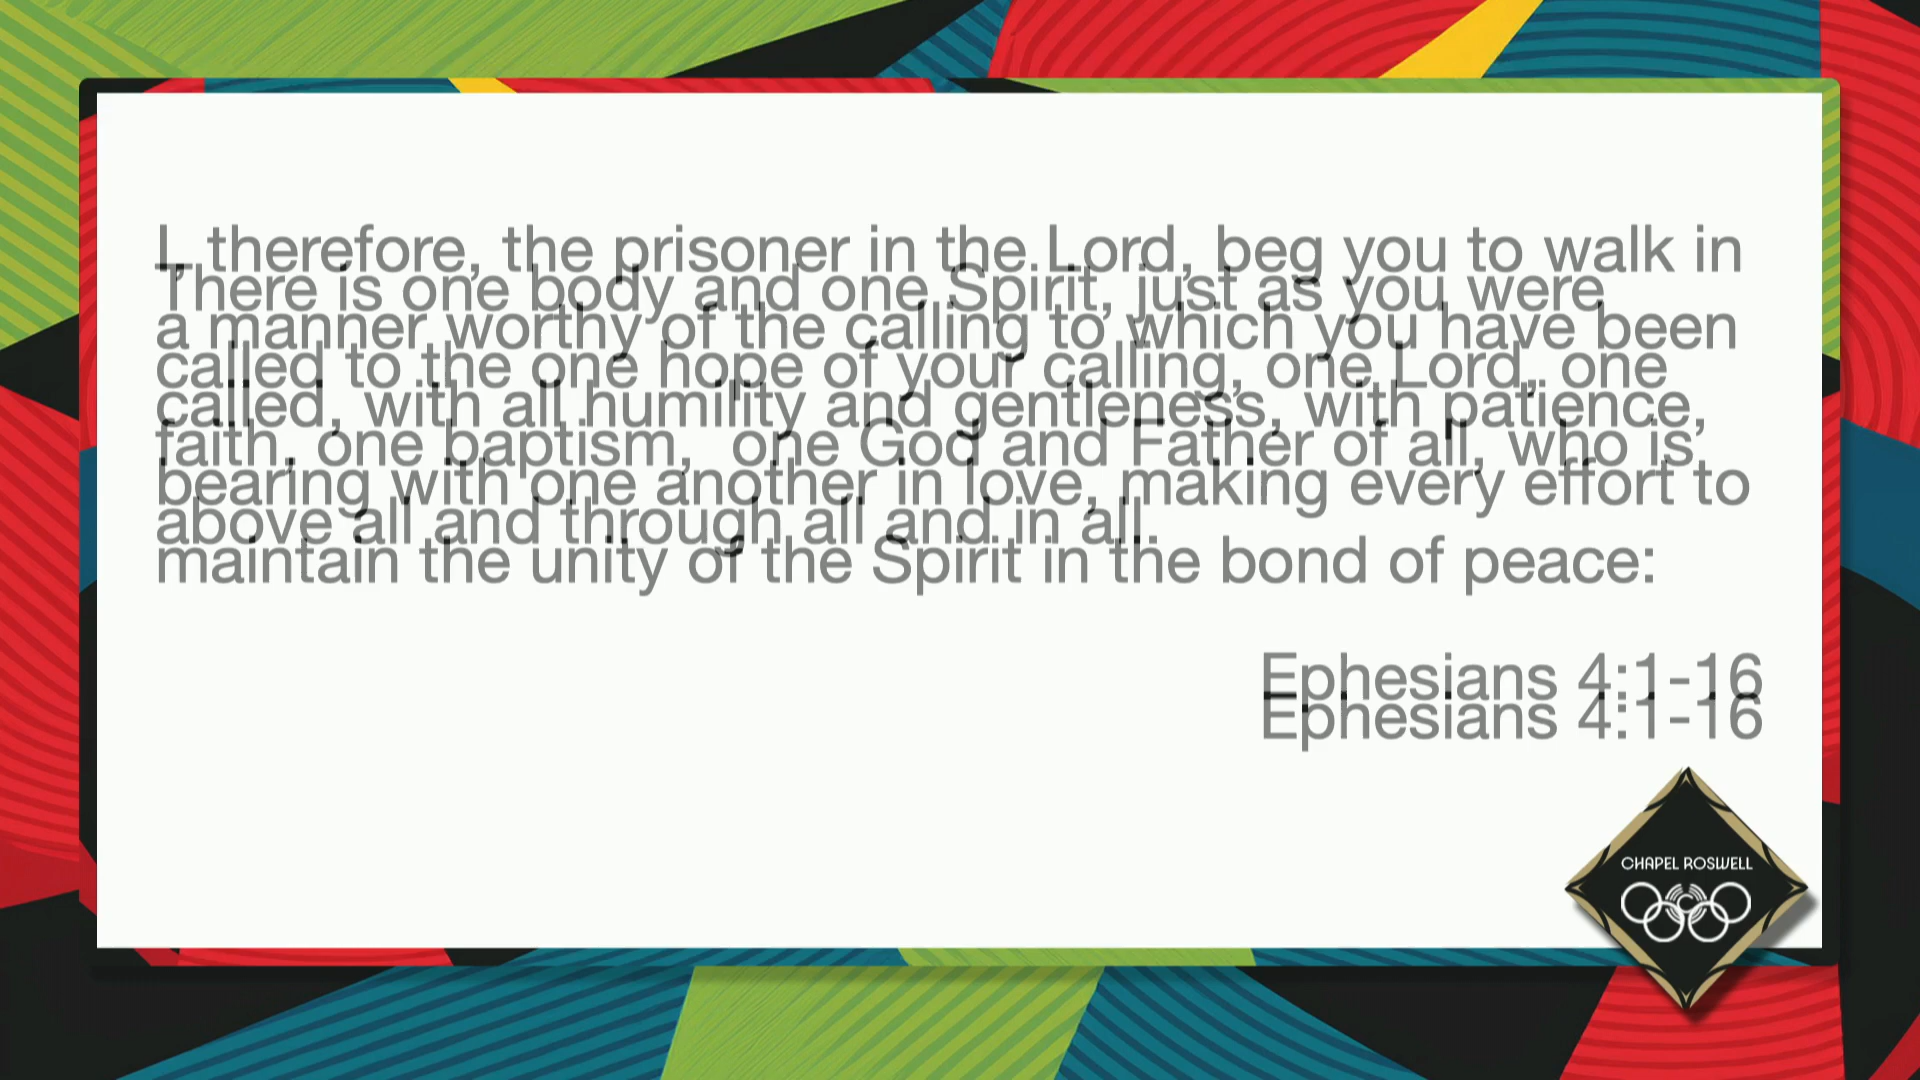 I, therefore, the prisoner in the Lord, beg you to walk in
There is one body and one Spirit, just as you were
a manner worthy of the calling to which you have been
called to the one hope of your calling, one Lord, one
called, with all humility and gentleness, with patience,
faith, one baptism, one God and Father of all, who is
bearing with one another in love, making every effort to
above all and through all and in all.
maintain the unity of the Spirit in the bond of peace:
Ephesians 4:1-16
Ephesians 4:1-16
CHAPEL ROSWELL